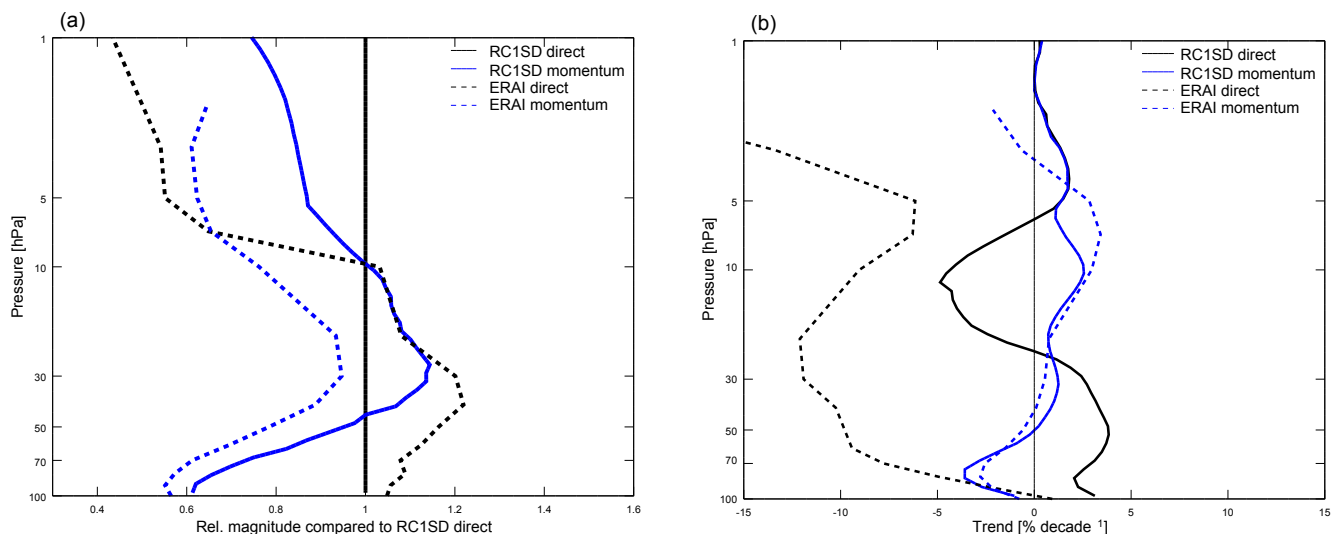 (a)
RC1SD direct
RC1SD momentum
ERAI direct
ERAI momentum
Pressure [hPa]
1
5
10
30
50
70
100
0.4 0.6 0.8 1 1.2 1.4 1.6
Rel. magnitude compared to RC1SD direct
(b)
RC1SD direct
RC1SD momentum
ERAI direct
ERAI momentum
Pressure [hPa]
1
5
10
30
50
70
100
-15 -10 -5 0 5 10 15
Trend [% decade 1]